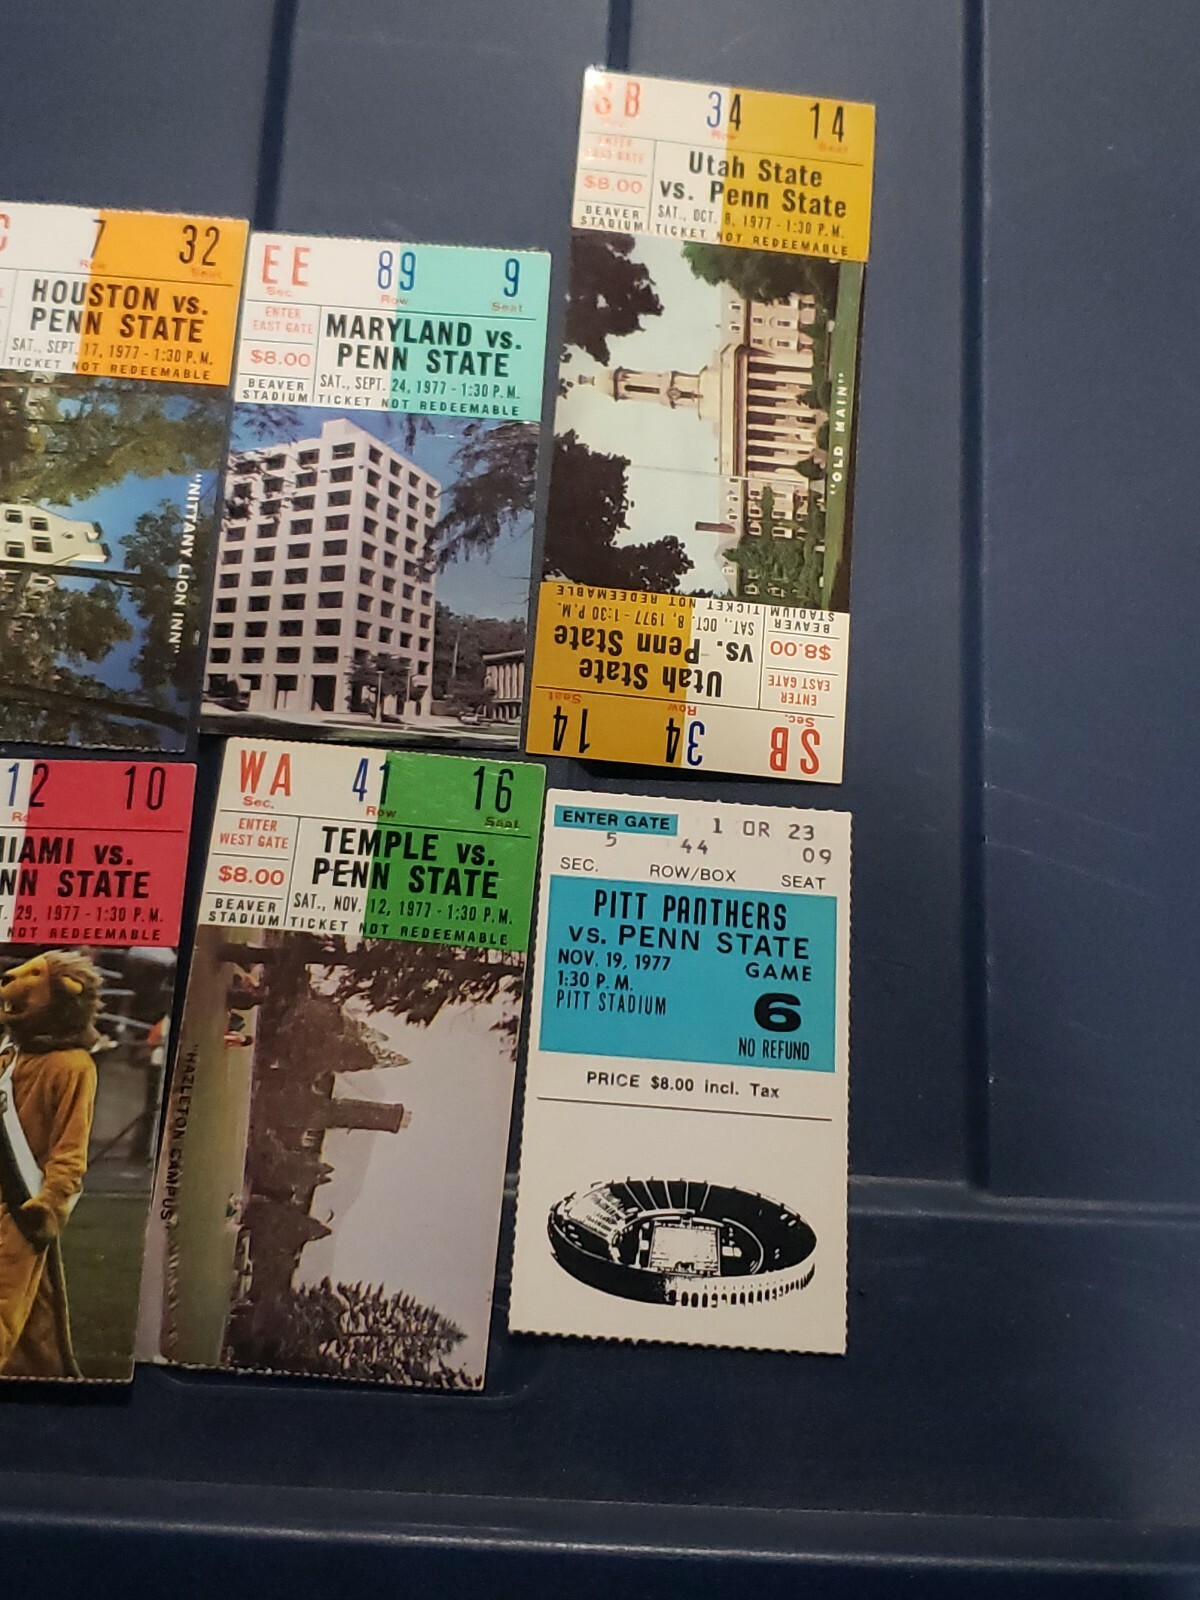 7 32
Row Seat
HOUSTON vs.
PENN STATE
SAT., SEPT. 17, 1977 - 1:30 P.M.
TICKET NOT REDEEMABLE
"NITTANY LION INN"
EE 89 9
Sec. Row Seat
ENTER
EAST GATE
$8.00
MARYLAND vs.
PENN STATE
SAT., SEPT. 24, 1977 - 1:30 P.M.
BEAVER
STADIUM TICKET NOT REDEEMABLE
SB 34 14
Row Seat
ENTER
EAST GATE
$8.00
Utah State
vs. Penn State
SAT., OCT. 8, 1977 - 1:30 P.M.
BEAVER
STADIUM TICKET NOT REDEEMABLE
"OLD MAIN"
SB 34 14
Sec. Row Seat
ENTER
EAST GATE
$8.00
Utah State
vs. Penn State
SAT., OCT. 8, 1977 - 1:30 P.M.
BEAVER
STADIUM TICKET NOT REDEEMABLE
12 10
IAMI vs.
NN STATE
29, 1977 - 1:30 P.M.
NOT REDEEMABLE
WA 41 16
Sec. Row Seat
ENTER
WEST GATE
$8.00
TEMPLE vs.
PENN STATE
SAT., NOV. 12, 1977 - 1:30 P.M.
BEAVER
STADIUM TICKET NOT REDEEMABLE
"HAZLETON CAMPUS"
ENTER GATE 1 OR 23
5 44 09
SEC. ROW/BOX SEAT
PITT PANTHERS
vs. PENN STATE
NOV. 19, 1977
1:30 P.M.
PITT STADIUM
GAME
6
NO REFUND
PRICE $8.00 incl. Tax